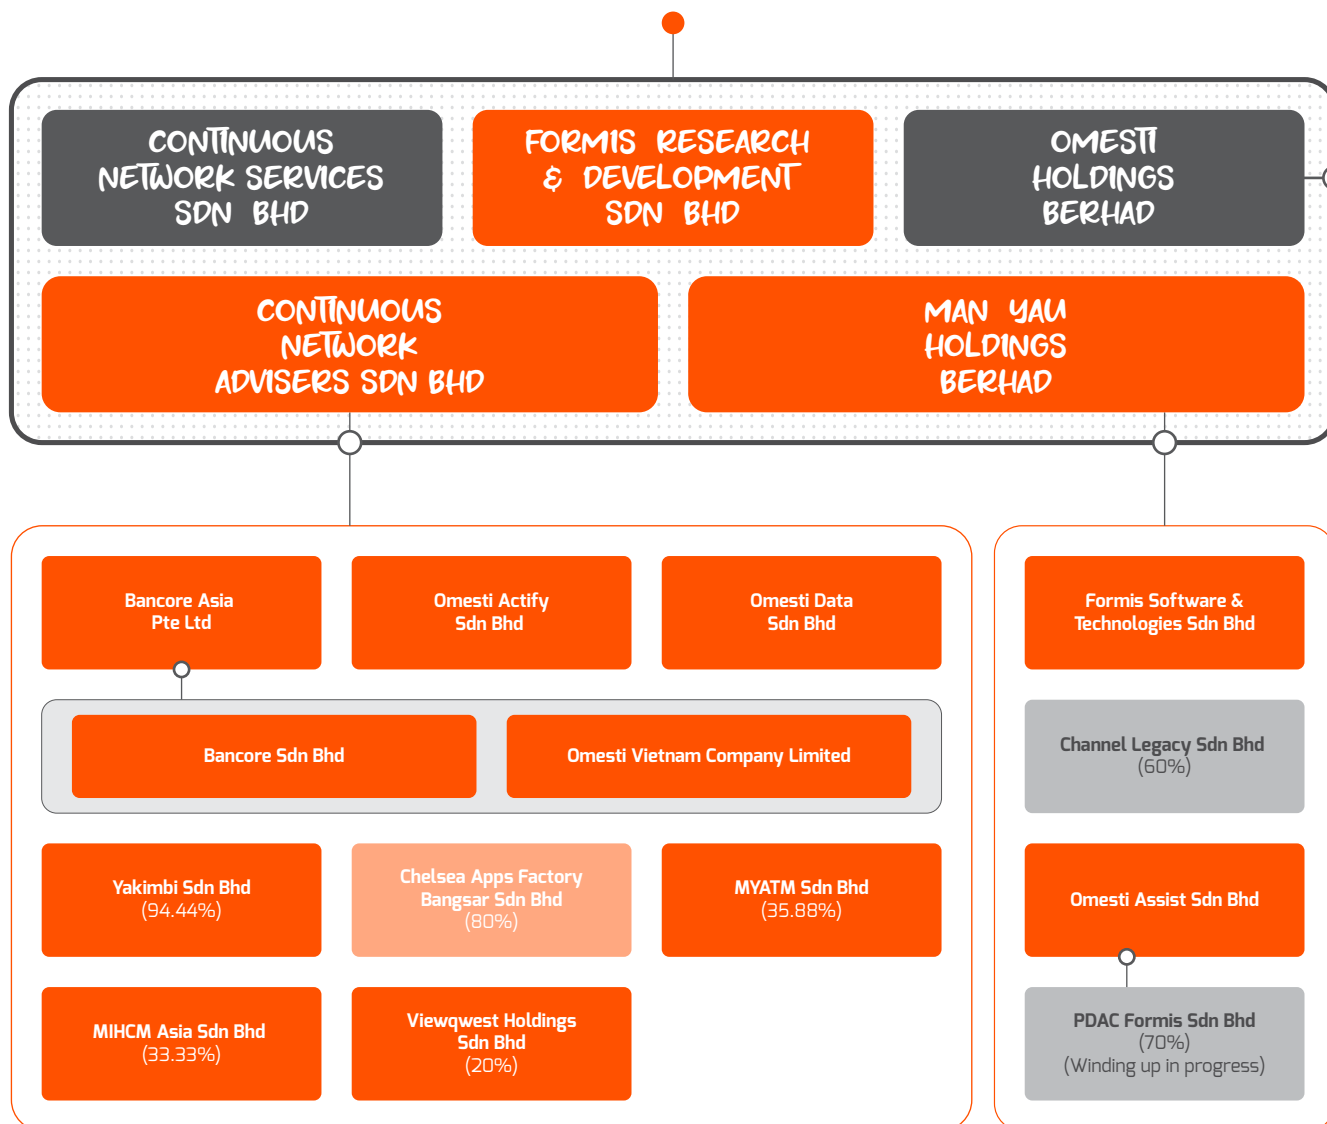 CONTINUOUS
NETWORK SERVICES
SDN BHD
FORMIS RESEARCH
& DEVELOPMENT
SDN BHD
OMESTI
HOLDINGS
BERHAD
CONTINUOUS
NETWORK
ADVISERS SDN BHD
MAN YAU
HOLDINGS
BERHAD
Bancore Asia
Pte Ltd
Omesti Actify
Sdn Bhd
Omesti Data
Sdn Bhd
Bancore Sdn Bhd
Omesti Vietnam Company Limited
Yakimbi Sdn Bhd
(94.44%)
Chelsea Apps Factory
Bangsar Sdn Bhd
(80%)
MYATM Sdn Bhd
(35.88%)
MIHCM Asia Sdn Bhd
(33.33%)
Viewqwest Holdings
Sdn Bhd
(20%)
Formis Software &
Technologies Sdn Bhd
Channel Legacy Sdn Bhd
(60%)
Omesti Assist Sdn Bhd
PDAC Formis Sdn Bhd
(70%)
(Winding up in progress)